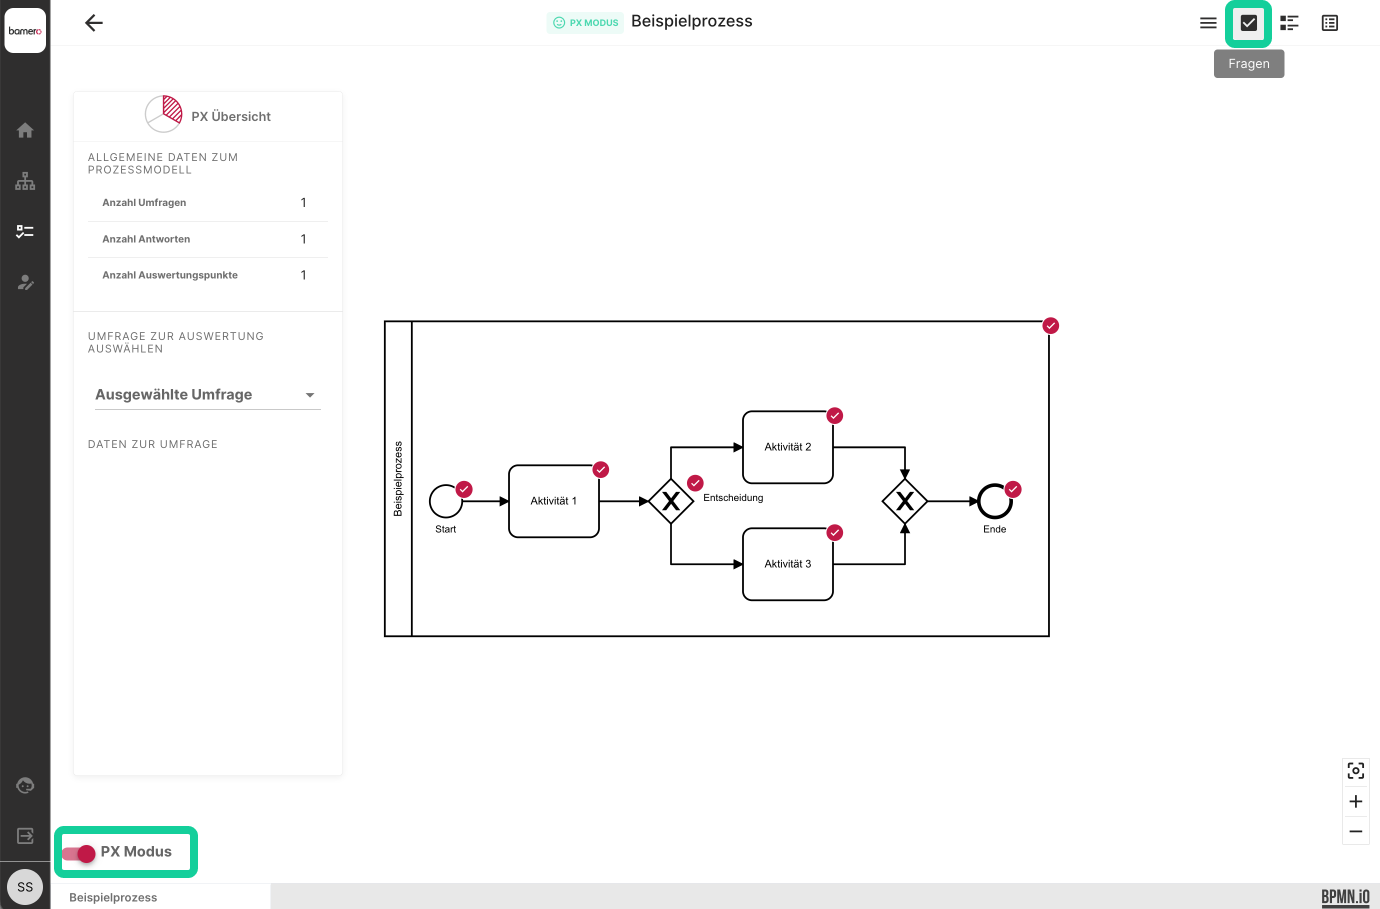 barnero
PX MODUS
Beispielprozess
Fragen
PX Übersicht
ALLGEMEINE DATEN ZUM
PROZESSMODELL
Anzahl Umfragen 1
Anzahl Antworten 1
Anzahl Auswertungspunkte 1
UMFRAGE ZUR AUSWERTUNG
AUSWÄHLEN
Ausgewählte Umfrage
DATEN ZUR UMFRAGE
Beispielprozess
Start
Aktivität 1
Entscheidung
Aktivität 2
Aktivität 3
Ende
PX Modus
SS
Beispielprozess
BPMN.iO